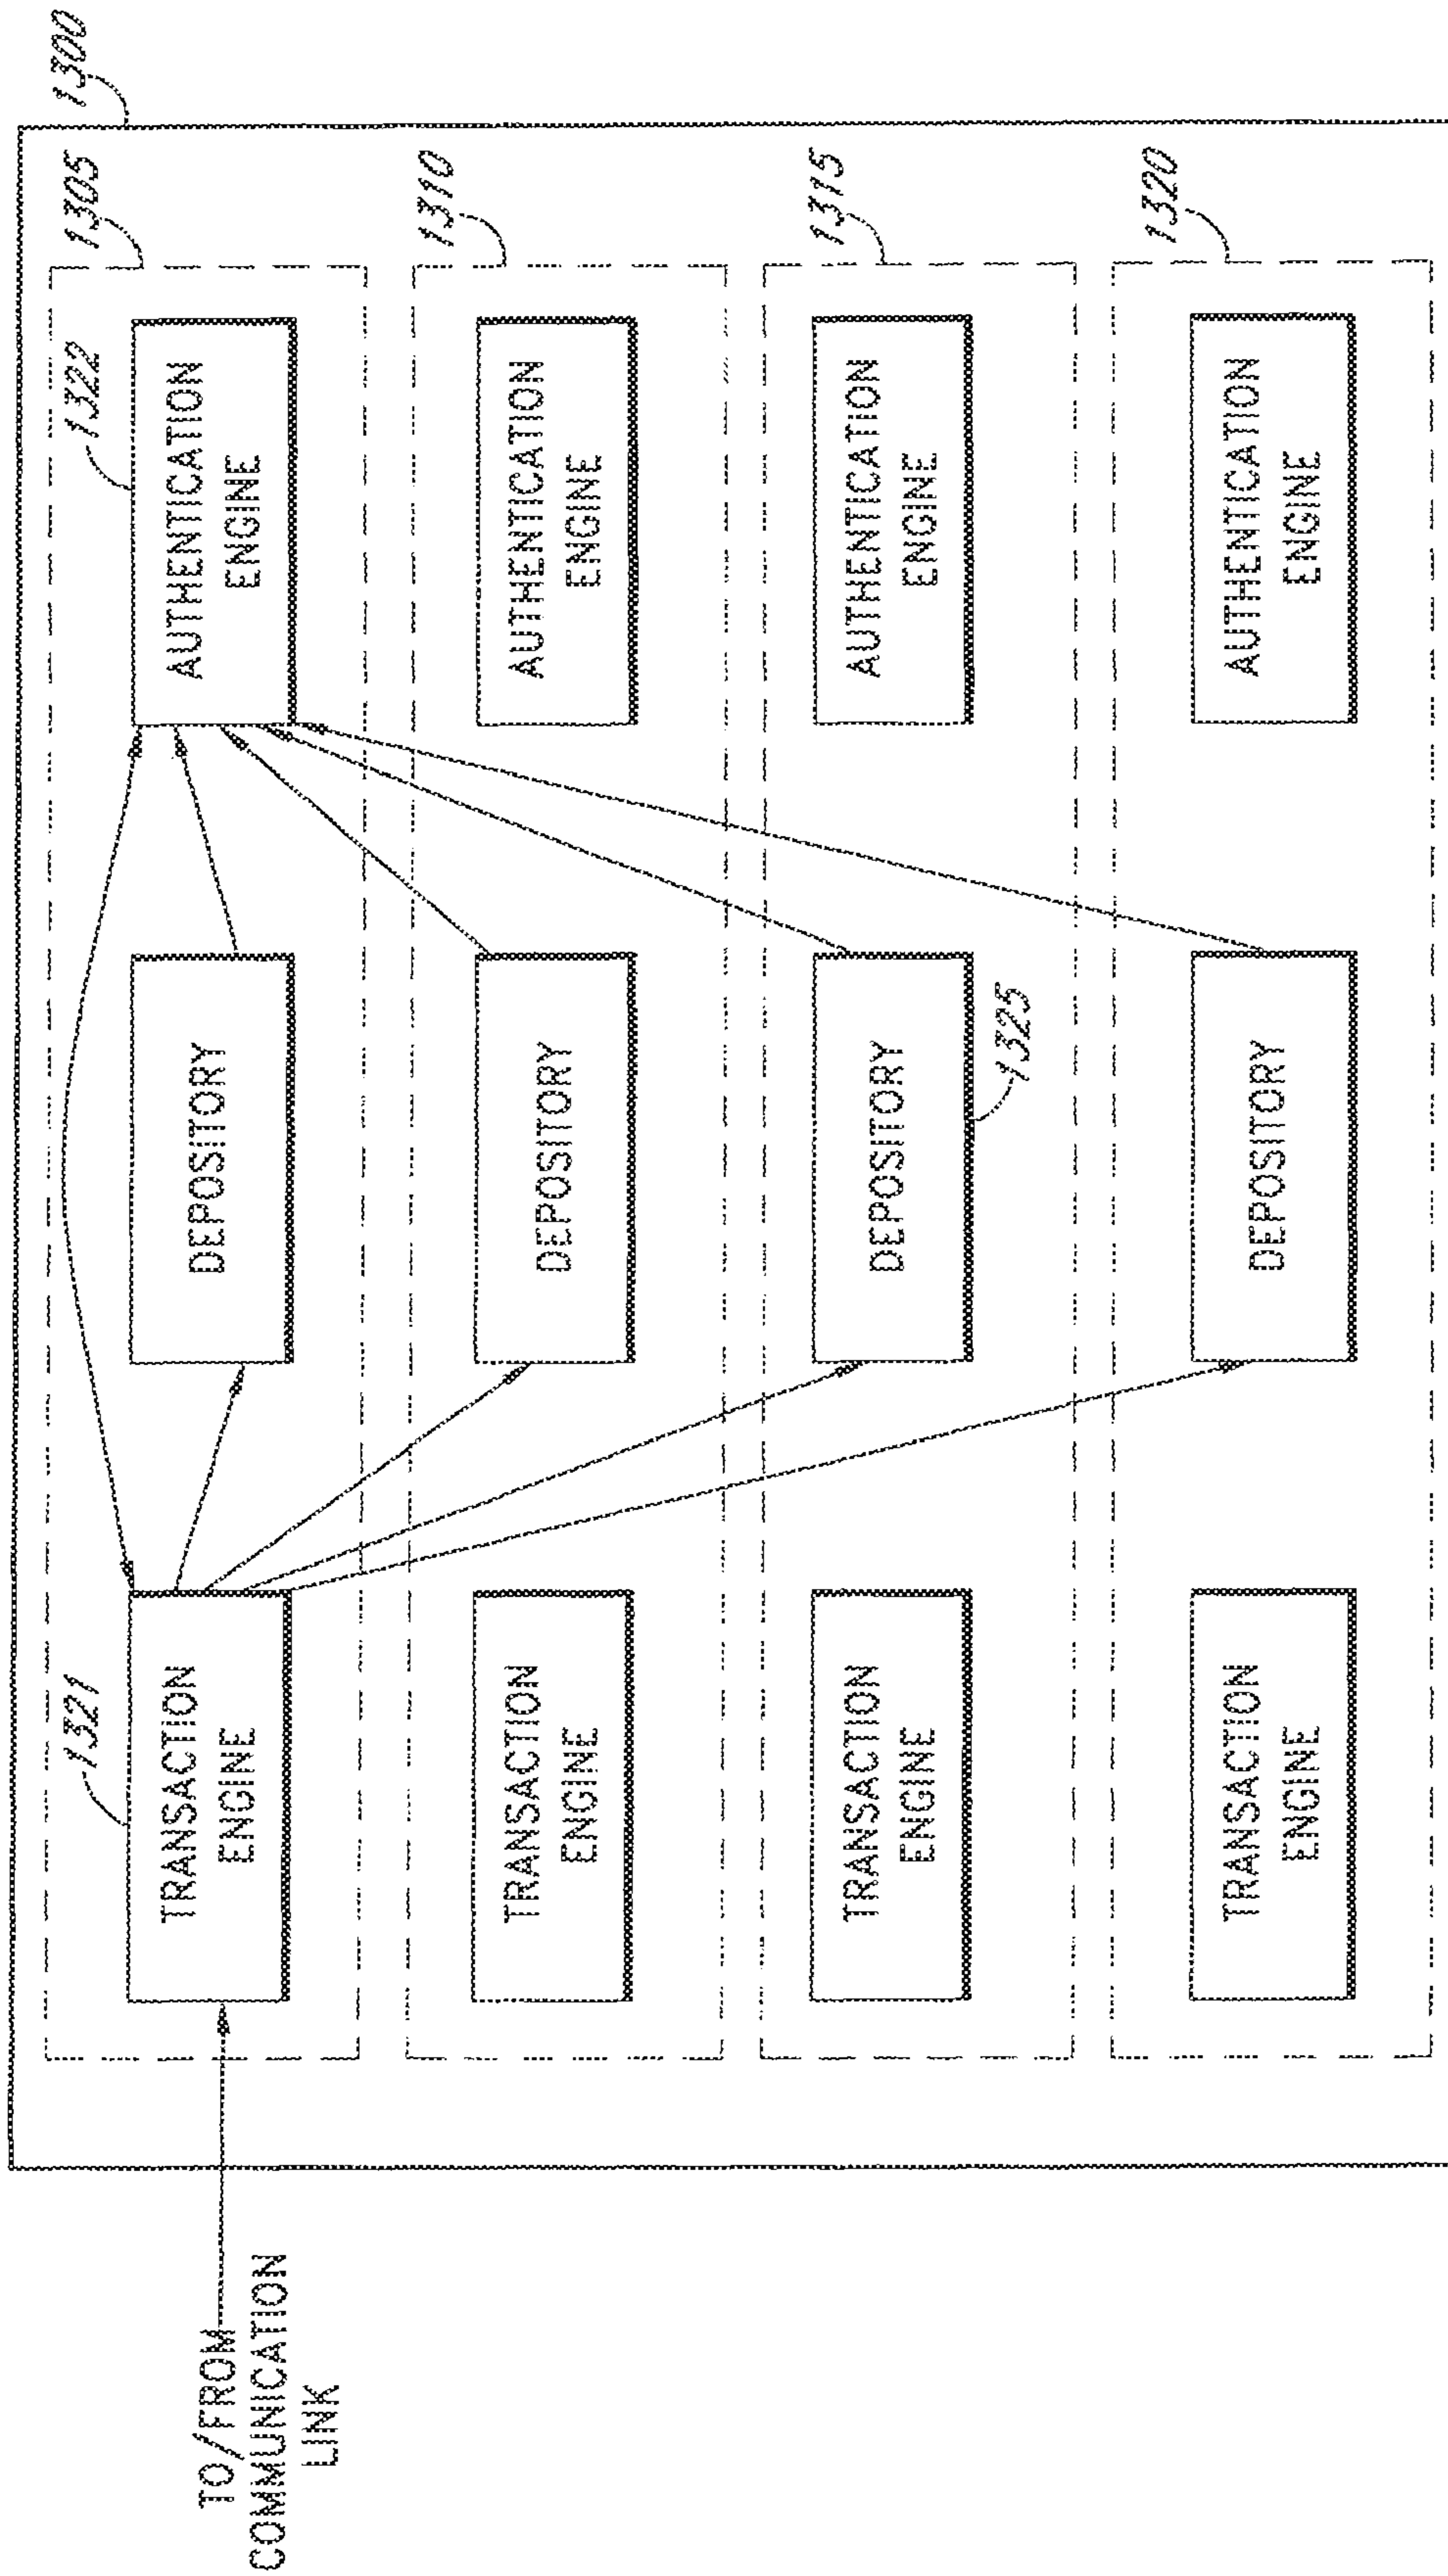 1300
1305
1321
1322
TRANSACTION
ENGINE
DEPOSITORY
AUTHENTICATION
ENGINE
TO/FROM
COMMUNICATION
LINK
1310
TRANSACTION
ENGINE
DEPOSITORY
AUTHENTICATION
ENGINE
1315
TRANSACTION
ENGINE
DEPOSITORY
AUTHENTICATION
ENGINE
1325
1320
TRANSACTION
ENGINE
DEPOSITORY
AUTHENTICATION
ENGINE